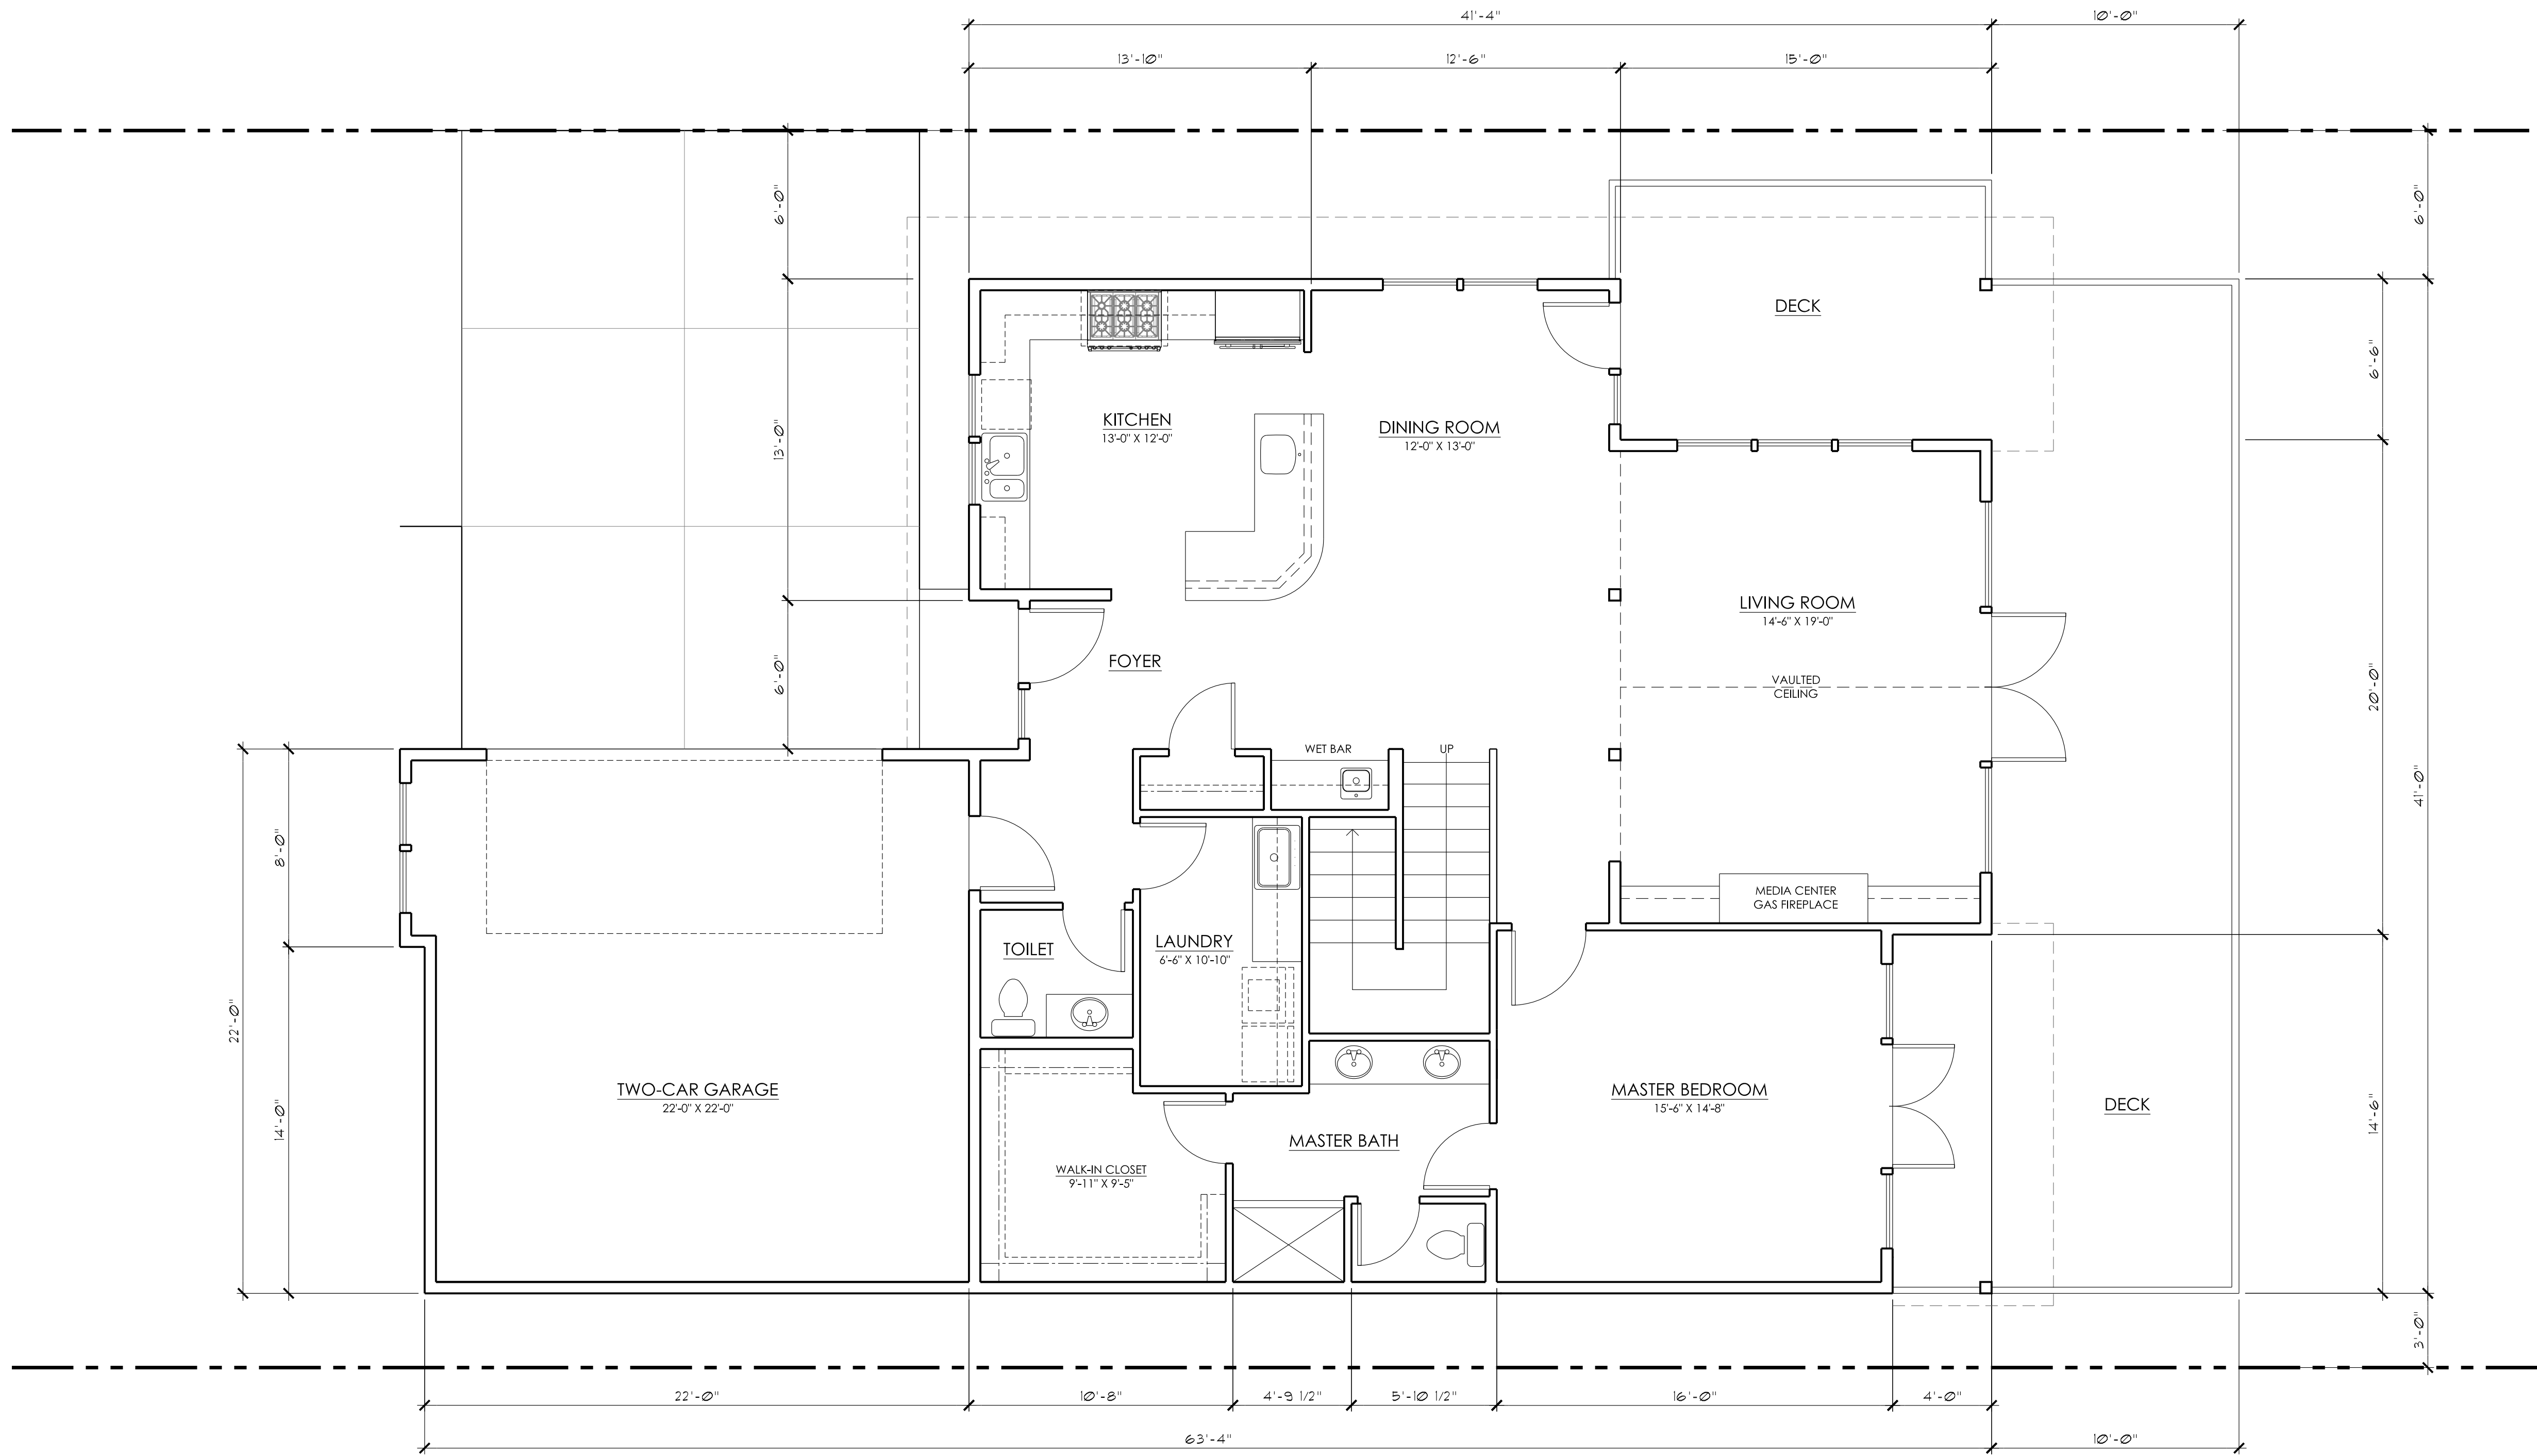 41'-4"
10'-0"
13'-10"
12'-6"
15'-0"
6'-0"
6'-0"
DECK
6'-6"
KITCHEN
13'-0" X 12'-0"
DINING ROOM
12'-0" X 13'-0"
13'-0"
LIVING ROOM
14'-6" X 19'-0"
FOYER
6'-0"
VAULTED
CEILING
20'-0"
WET BAR
UP
41'-0"
8'-0"
MEDIA CENTER
GAS FIREPLACE
TOILET
LAUNDRY
6'-6" X 10'-10"
22'-0"
TWO-CAR GARAGE
22'-0" X 22'-0"
MASTER BEDROOM
15'-6" X 14'-8"
DECK
14'-0"
14'-6"
MASTER BATH
WALK-IN CLOSET
9'-11" X 9'-5"
3'-0"
22'-0"
10'-8"
4'-9 1/2"
5'-10 1/2"
16'-0"
4'-0"
63'-4"
10'-0"